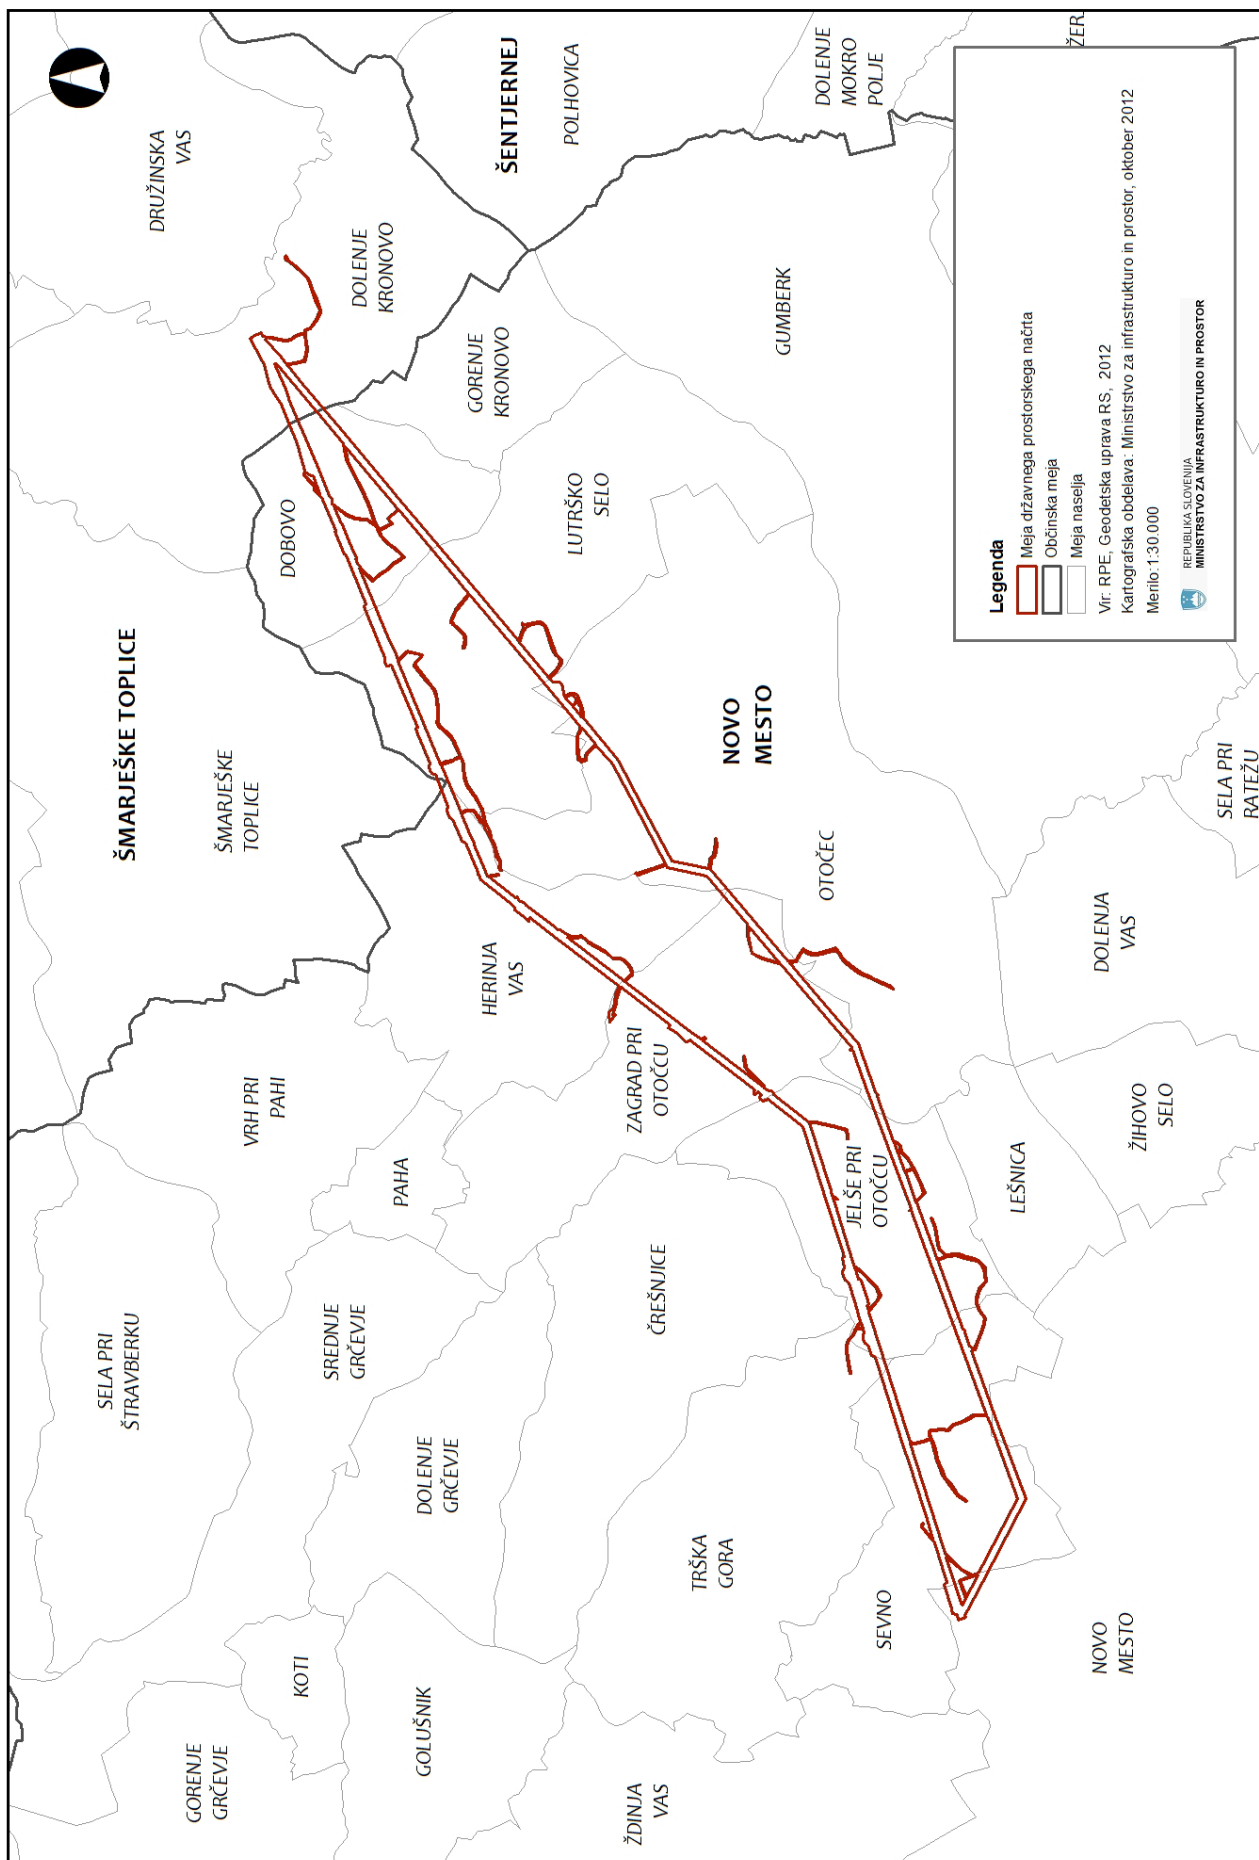 DRUŽINSKA
VAS
ŠENTJERNEJ
POLHOVICA
DOLENJE
MOKRO
POLJE
ŽER
DOLENJE
KRONOVO
GORENJE
KRONOVO
GUMBERK
ŠMARJEŠKE TOPLICE
ŠMARJEŠKE
TOPLICE
DOBOVO
LUTRŠKO
SELO
NOVO
MESTO
OTOČEC
SELA PRI
RATEŽU
DOLENJA
VAS
HERINJA
VAS
ZAGRAD PRI
OTOČCU
VRH PRI
PAHI
PAHA
JELŠE PRI
OTOČCU
LEŠNICA
ŽIHOVO
SELO
SELA PRI
ŠTRAVBERKU
SREDNJE
GRČEVJE
ČREŠNJICE
DOLENJE
GRČEVJE
TRŠKA
GORA
SEVNO
NOVO
MESTO
KOTI
GOLUŠNIK
GORENJE
GRČEVJE
ŽDINJA
VAS
Legenda
Meja državnega prostorskega načrta
Občinska meja
Meja naselja
Vir: RPE, Geodetska uprava RS, 2012
Kartografska obdelava: Ministrstvo za infrastrukturo in prostor, oktober 2012
Merilo:1:30.000
REPUBLIKA SLOVENIJA
MINISTRSTVO ZA INFRASTRUKTURO IN PROSTOR